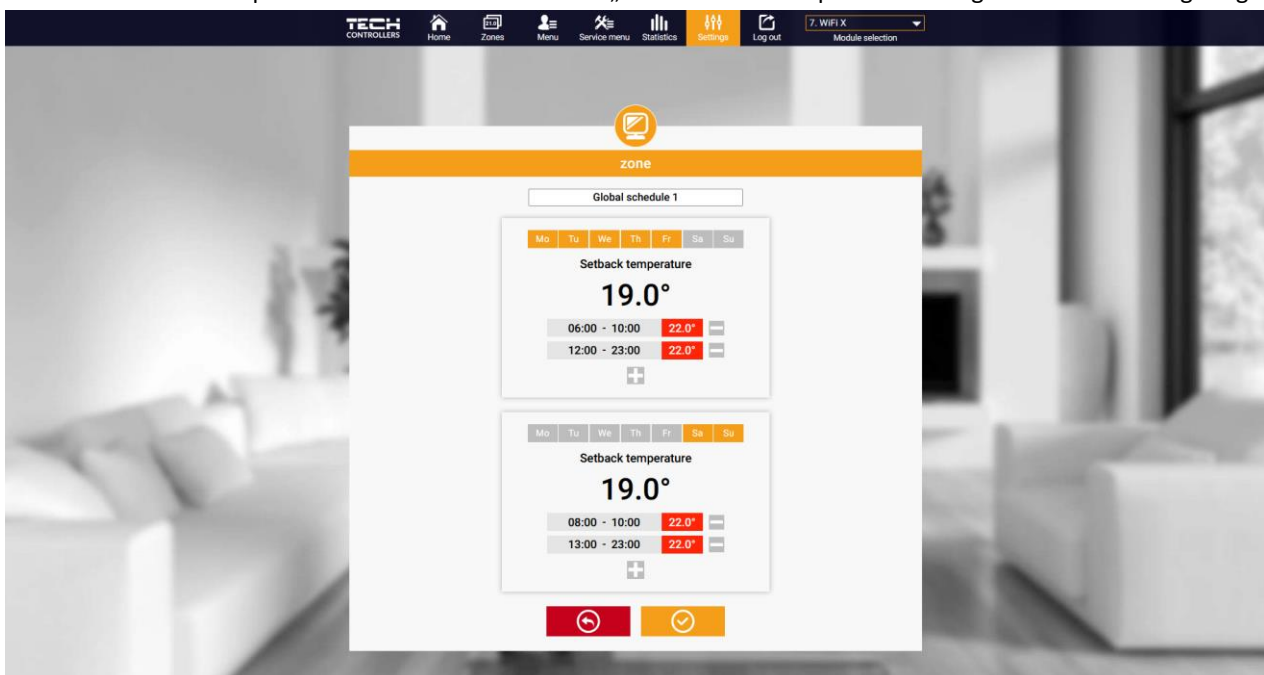 TECH
CONTROLLERS
Home
21.0
Zones
Menu
Service menu
Statistics
Settings
Log out
7. WIFI X
Module selection
zone
Global schedule 1
Mo Tu We Th Fr Sa Su
Setback temperature
19.0°
06:00 - 10:00 22.0°
12:00 - 23:00 22.0°
Mo Tu We Th Fr Sa Su
Setback temperature
19.0°
08:00 - 10:00 22.0°
13:00 - 23:00 22.0°